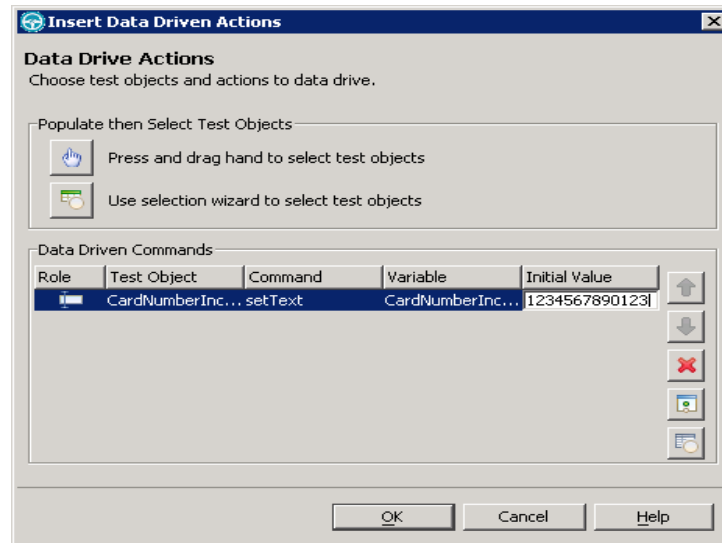 Insert Data Driven Actions
Data Drive Actions
Choose test objects and actions to data drive.
Populate then Select Test Objects
Press and drag hand to select test objects
Use selection wizard to select test objects
Data Driven Commands
Role Test Object Command Variable Initial Value
CardNumberInc... setText CardNumberInc... 1234567890123
OK Cancel Help